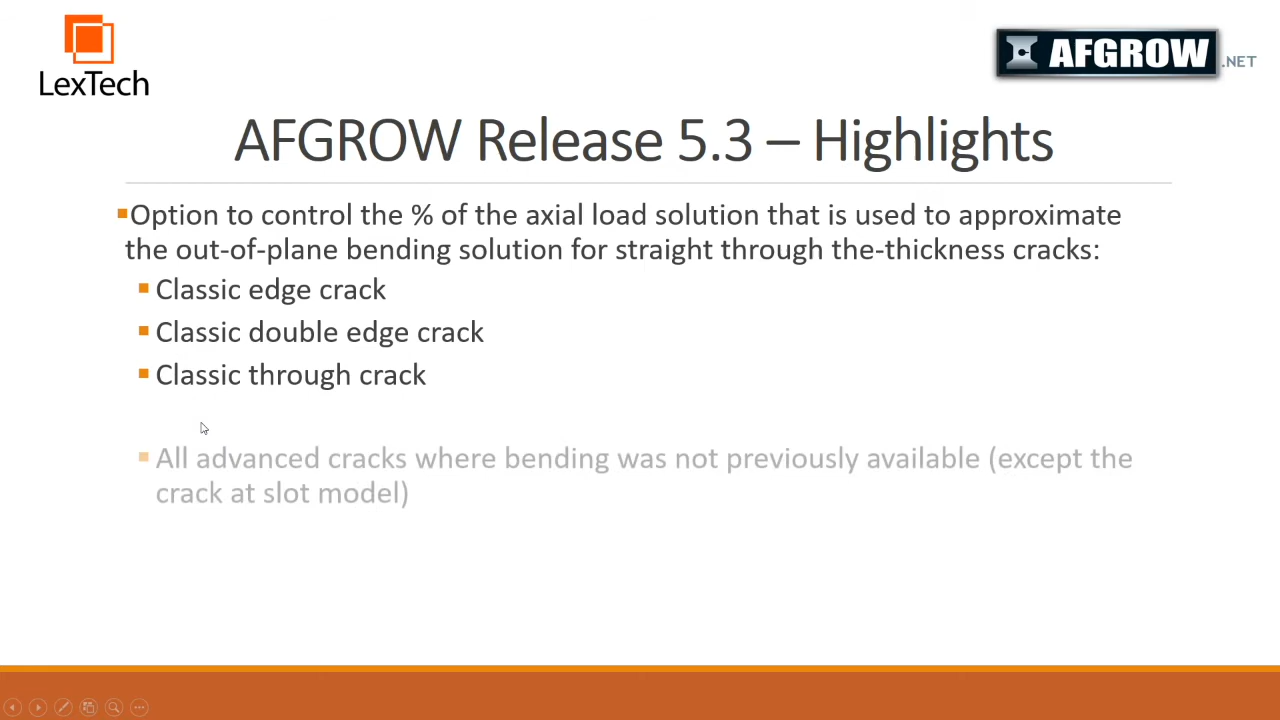 LexTech
AFGROW
.NET
AFGROW Release 5.3 – Highlights
Option to control the % of the axial load solution that is used to approximate
the out-of-plane bending solution for straight through the-thickness cracks:
Classic edge crack
Classic double edge crack
Classic through crack
All advanced cracks where bending was not previously available (except the
crack at slot model)